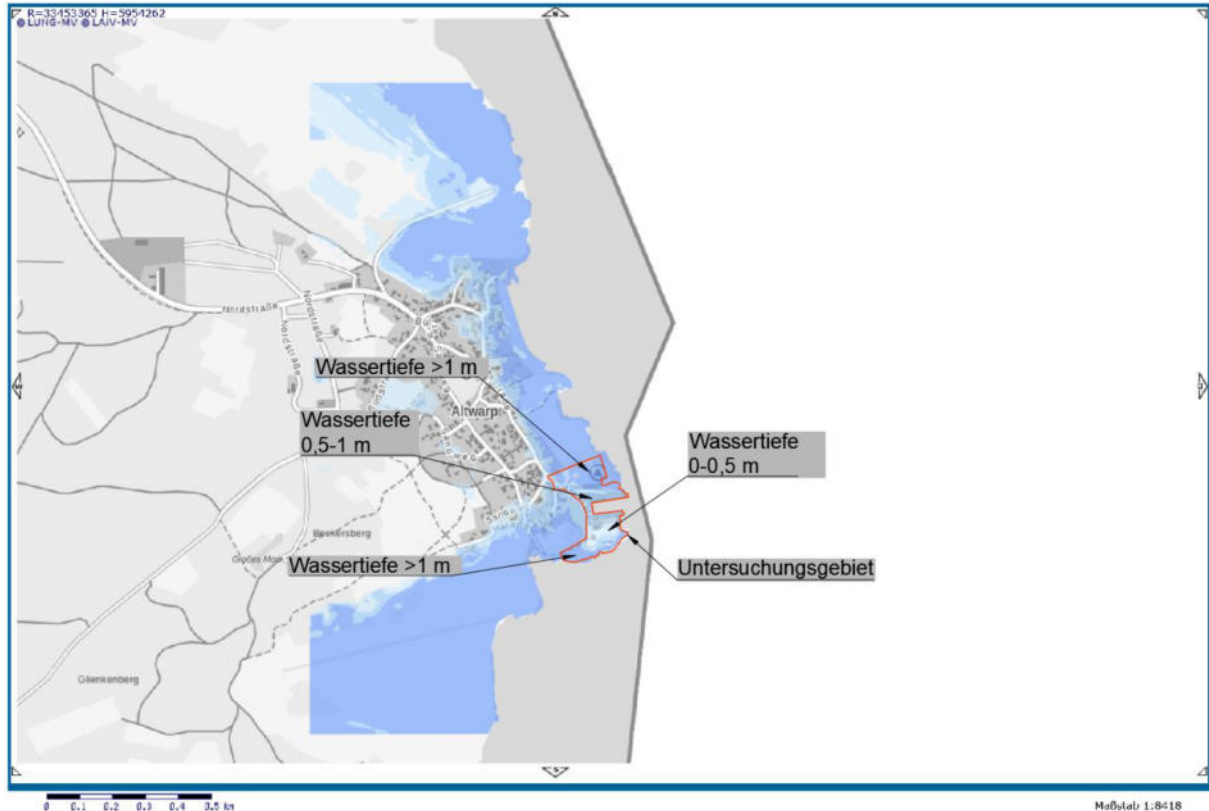 R=33453365 H=5954262
© LUNG-MV © LAiV-MV
N
Nordstraße
Nordstraße
Nordstraße
Wassertiefe >1 m
Altwarp
Wassertiefe
0,5-1 m
Wassertiefe
0-0,5 m
A
Beekersberg
Großes Moor
Wassertiefe >1 m
Untersuchungsgebiet
Glienkenberg
S
0 0.1 0.2 0.3 0.4 0.5 km
Maßstab 1:8418